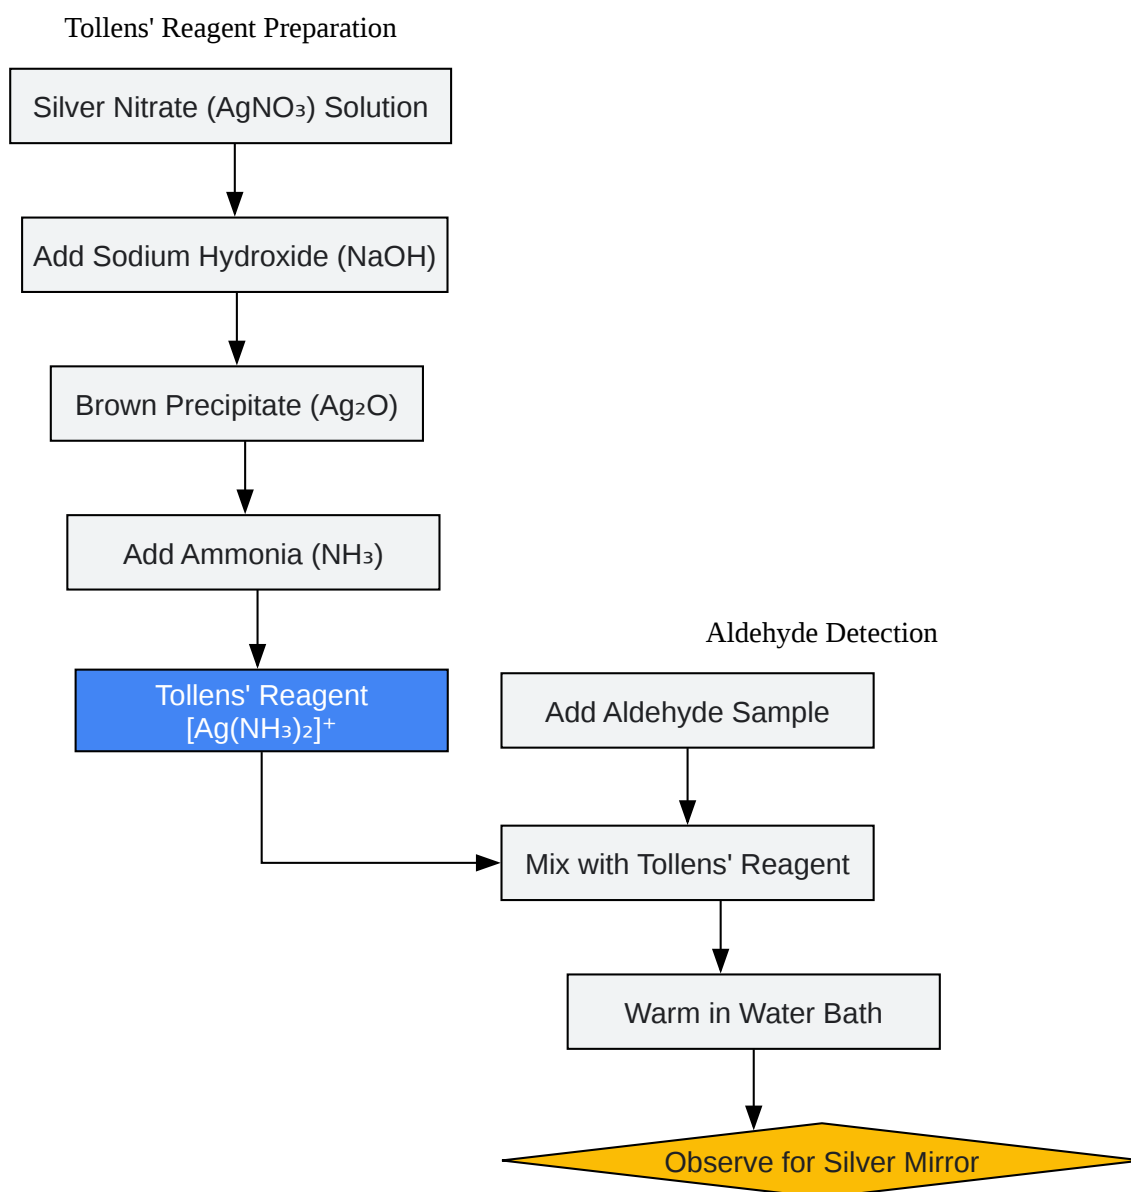 Tollens' Reagent Preparation
Silver Nitrate (AgNO₃) Solution
Add Sodium Hydroxide (NaOH)
Brown Precipitate (Ag₂O)
Add Ammonia (NH₃)
Tollens' Reagent
[Ag(NH₃)₂]⁺
Aldehyde Detection
Add Aldehyde Sample
Mix with Tollens' Reagent
Warm in Water Bath
Observe for Silver Mirror